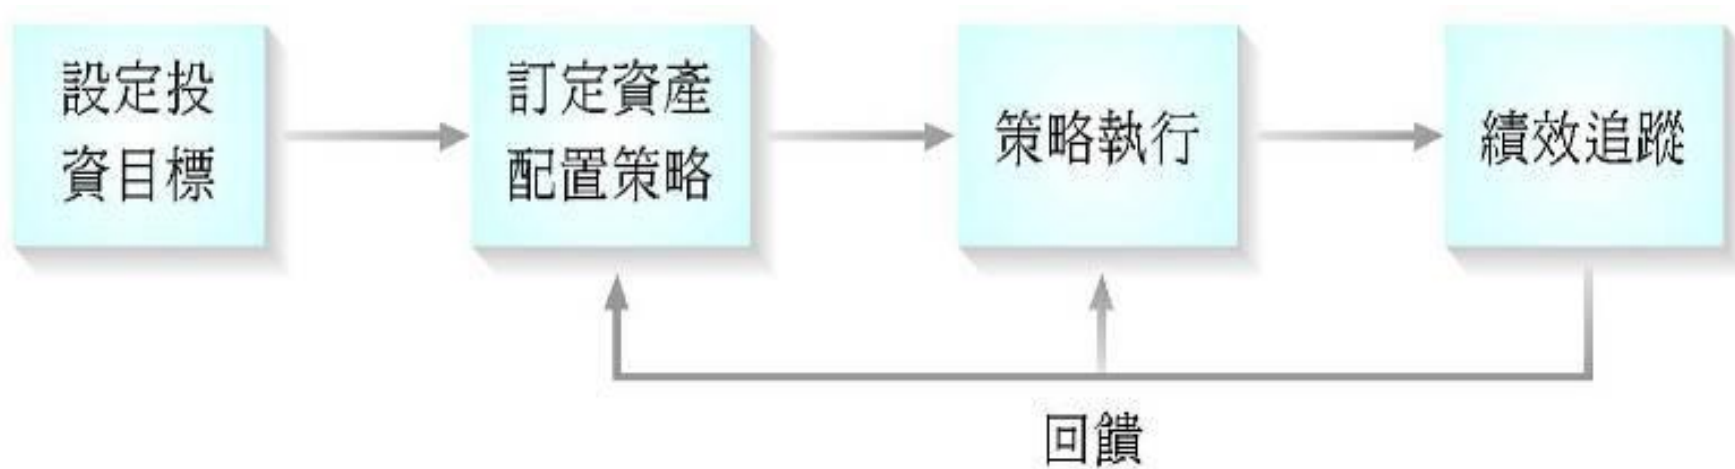 設定投
資目標
訂定資產
配置策略
策略執行
績效追蹤
回饋